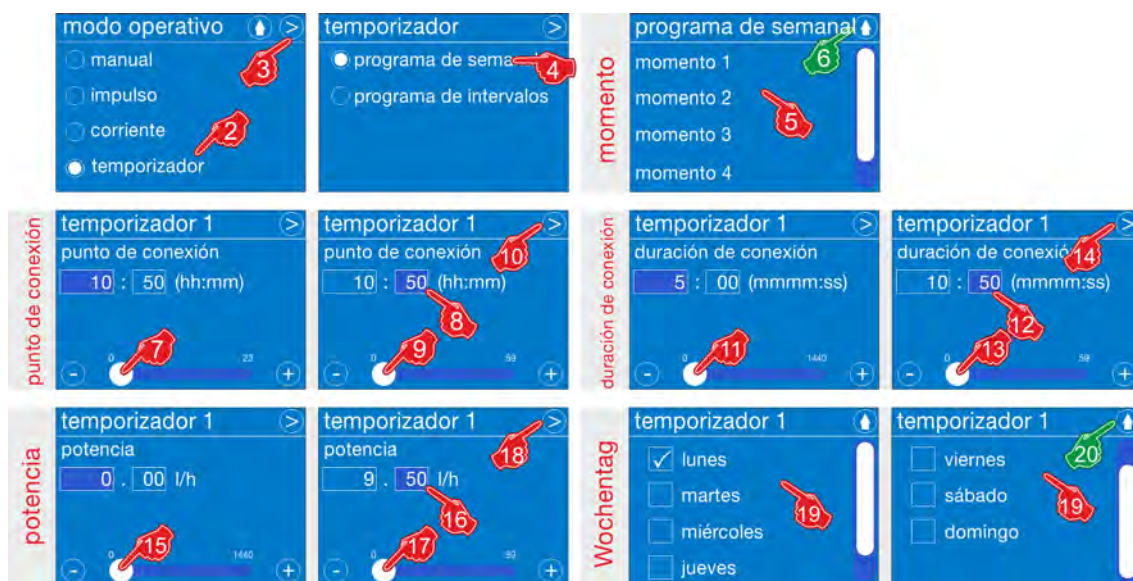 momento
modo operativo >
manual
impulso
corriente
temporizador
2
3
temporizador >
programa de sema
programa de intervalos
4
programa de semanal
momento 1
momento 2
momento 3
momento 4
5
6
punto de conexión
temporizador 1 >
punto de conexión
10 : 50 (hh:mm)
7
0 23
- +
temporizador 1 >
punto de conexión
10 : 50 (hh:mm)
10
8
9
0 59
- +
duración de conexión
temporizador 1 >
duración de conexión
5 : 00 (mmmm:ss)
11
0 1440
- +
temporizador 1 >
duración de conexió
10 : 50 (mmmm:ss)
14
12
13
0 59
- +
potencia
temporizador 1 >
potencia
0 . 00 l/h
15
0 1440
- +
temporizador 1 >
potencia
9 . 50 l/h
18
16
17
0
- +
Wochentag
temporizador 1
lunes
martes
miércoles
jueves
19
temporizador 1
viernes
sábado
domingo
20
19